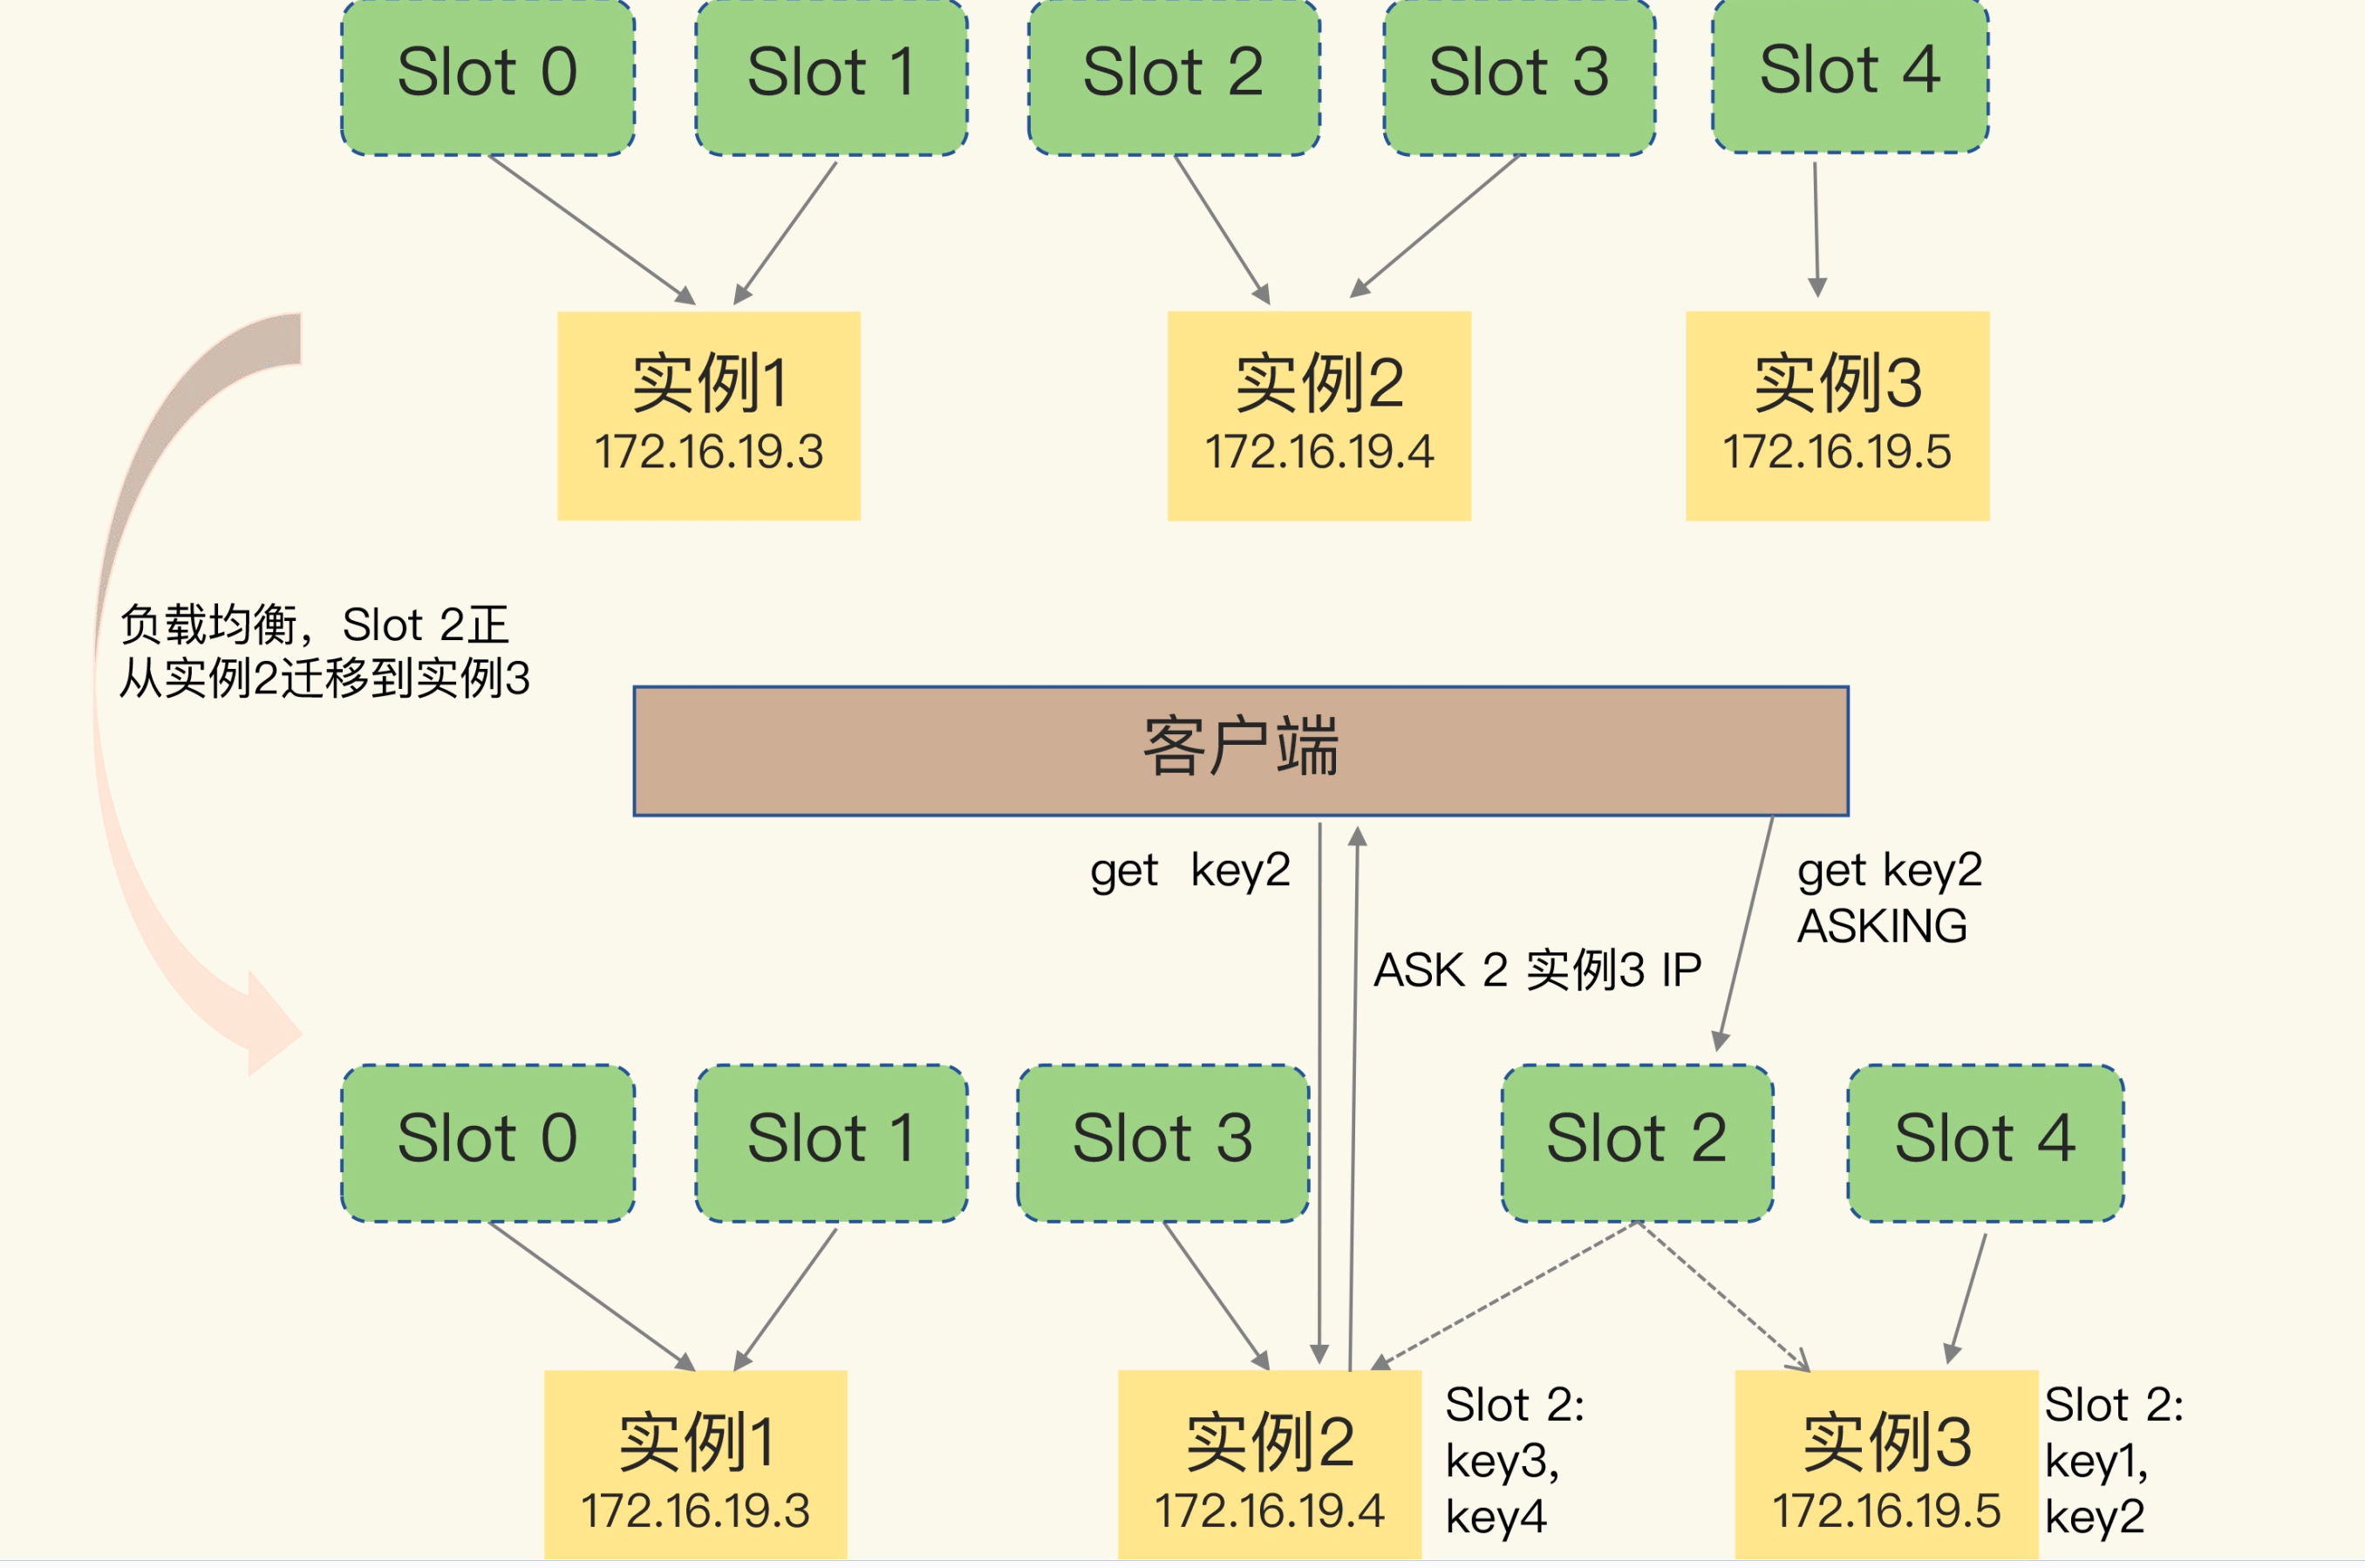 Slot 0
Slot 1
Slot 2
Slot 3
Slot 4
实例1
172.16.19.3
实例2
172.16.19.4
实例3
172.16.19.5
负载均衡，Slot 2正
从实例2迁移到实例3
客户端
get key2
ASK 2 实例3 IP
get key2
ASKING
Slot 0
Slot 1
Slot 3
Slot 2
Slot 4
实例1
172.16.19.3
实例2
172.16.19.4
Slot 2:
key3,
key4
实例3
172.16.19.5
Slot 2:
key1,
key2